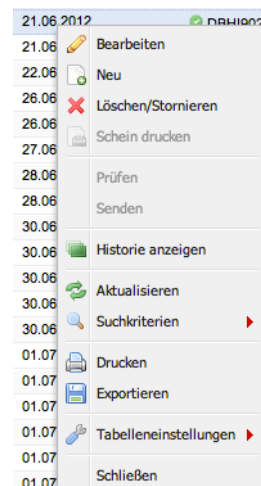 21.06.2012 DBHI902
21.06 Bearbeiten
22.06 Neu
26.06 Löschen/Stornieren
26.06
27.06 Schein drucken
28.06 Prüfen
28.06 Senden
30.06
30.06 Historie anzeigen
30.06
30.06 Aktualisieren
30.06 Suchkriterien
01.07 Drucken
01.07
01.07 Exportieren
01.07 Tabelleneinstellungen
01.07
01.07 Schließen